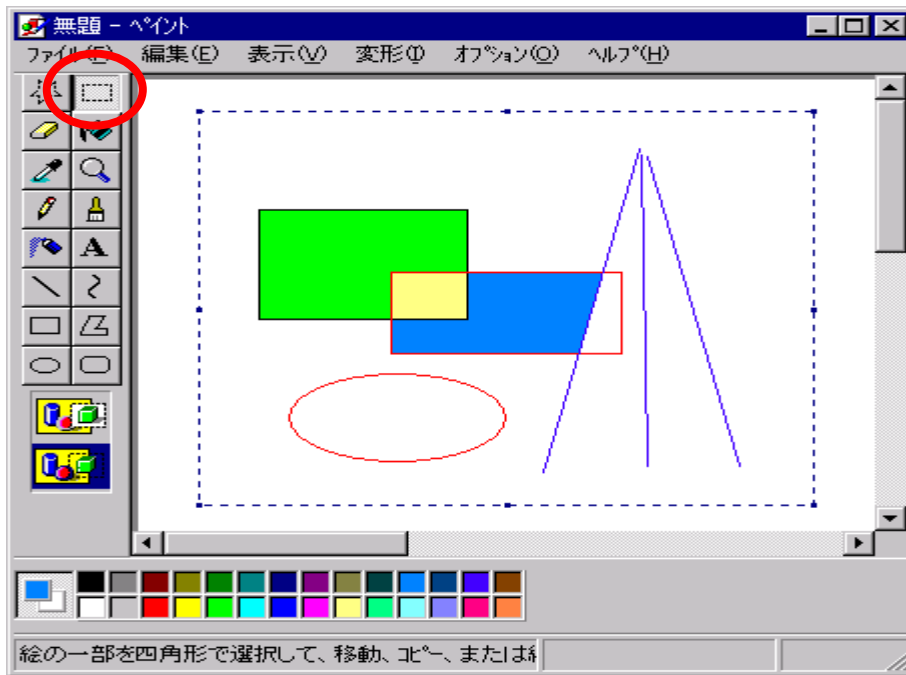 無題 - ﾍﾟｲﾝﾄ
ﾌｧｲﾙ(F) 編集(E) 表示(V) 変形(I) ｵﾌﾟｼｮﾝ(O) ﾍﾙﾌﾟ(H)
A
絵の一部を四角形で選択して、移動、ｺﾋﾟｰ、または